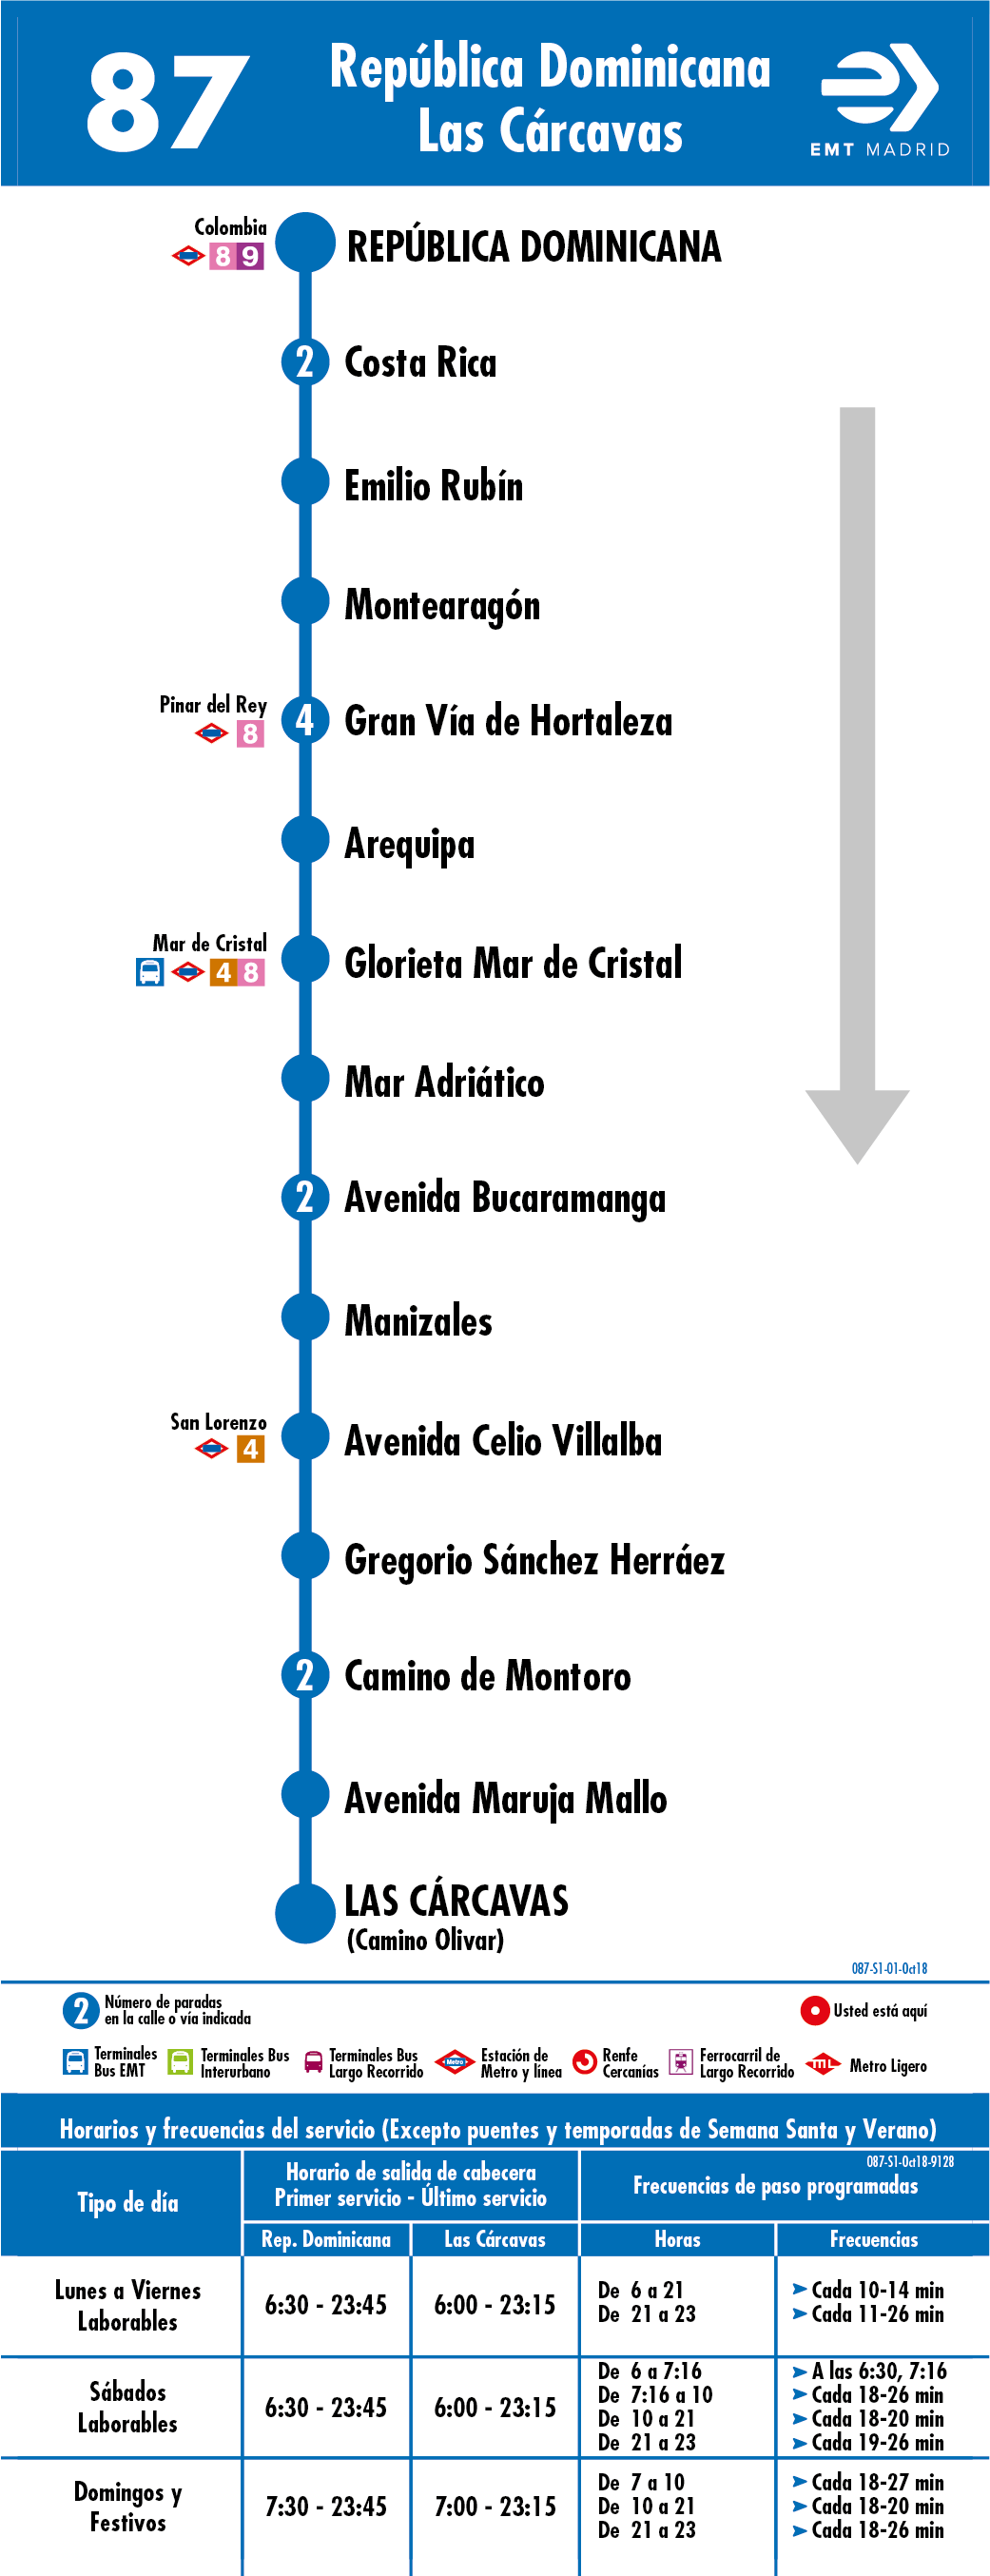 87
República Dominicana
Las Cárcavas
EMT MADRID
Colombia
8 9
REPÚBLICA DOMINICANA
2 Costa Rica
Emilio Rubín
Montearagón
Pinar del Rey
8
4 Gran Vía de Hortaleza
Arequipa
Mar de Cristal
4 8
Glorieta Mar de Cristal
Mar Adriático
2 Avenida Bucaramanga
Manizales
San Lorenzo
4
Avenida Celio Villalba
Gregorio Sánchez Herráez
2 Camino de Montoro
Avenida Maruja Mallo
LAS CÁRCAVAS
(Camino Olivar)
087-S1-01-Oct18
2 Número de paradas
en la calle o vía indicada
Usted está aquí
Terminales
Bus EMT
Terminales Bus
Interurbano
Terminales Bus
Largo Recorrido
Metro
Estación de
Metro y línea
Renfe
Cercanías
Ferrocarril de
Largo Recorrido
ML
Metro Ligero
Horarios y frecuencias del servicio (Excepto puentes y temporadas de Semana Santa y Verano)
087-S1-Oct18-9128
Tipo de día
Horario de salida de cabecera
Primer servicio - Último servicio
Frecuencias de paso programadas
Rep. Dominicana
Las Cárcavas
Horas
Frecuencias
Lunes a Viernes
Laborables
6:30 - 23:45
6:00 - 23:15
De 6 a 21
Cada 10-14 min
De 21 a 23
Cada 11-26 min
Sábados
Laborables
6:30 - 23:45
6:00 - 23:15
De 6 a 7:16
A las 6:30, 7:16
De 7:16 a 10
Cada 18-26 min
De 10 a 21
Cada 18-20 min
De 21 a 23
Cada 19-26 min
Domingos y
Festivos
7:30 - 23:45
7:00 - 23:15
De 7 a 10
Cada 18-27 min
De 10 a 21
Cada 18-20 min
De 21 a 23
Cada 18-26 min